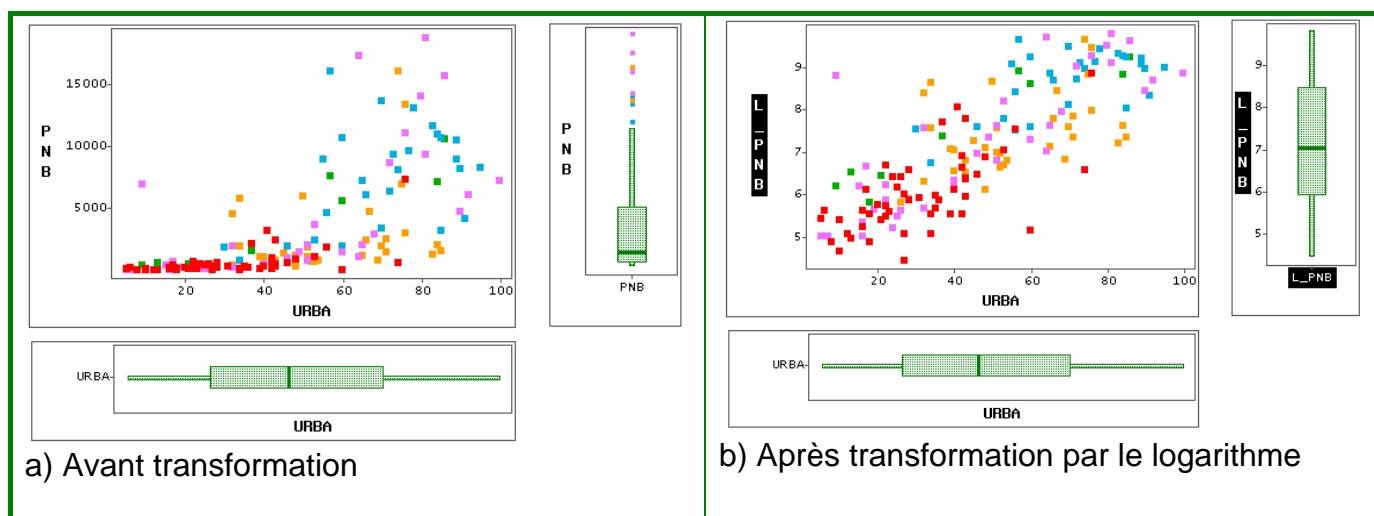 15000
10000
5000
P
N
B
20 40 60 80 100
URBA
P
N
B
PNB
URBA
URBA
a) Avant transformation
9
8
7
6
5
L
_
P
N
B
20 40 60 80 100
URBA
9
8
7
6
5
L
_
P
N
B
L_PNB
URBA
URBA
b) Après transformation par le logarithme